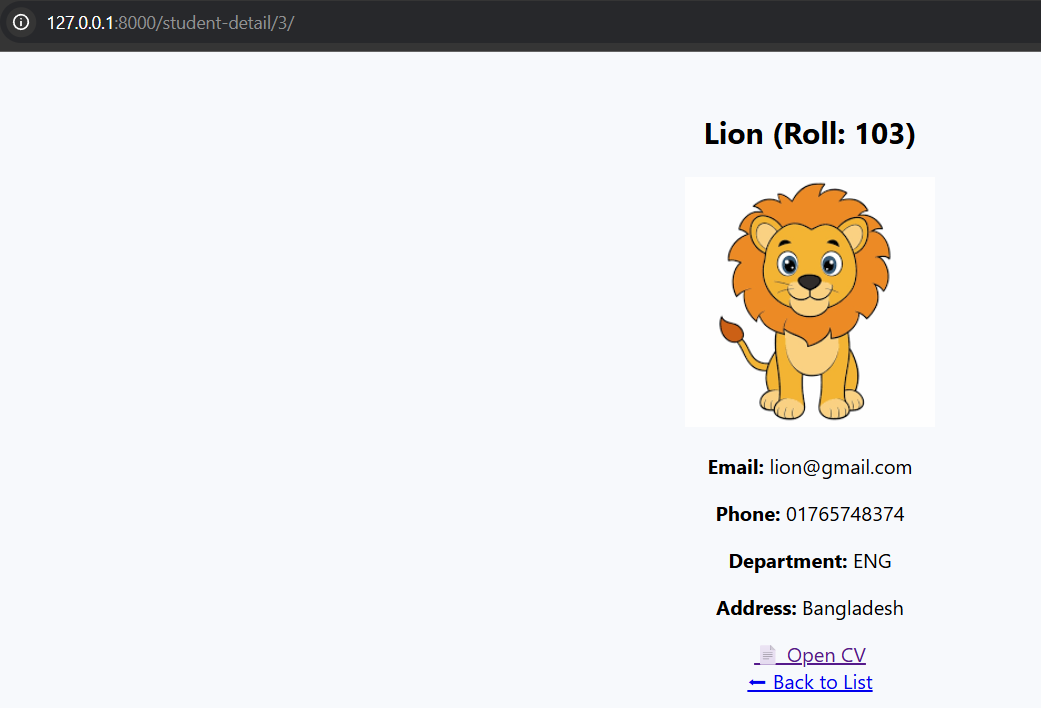 127.0.0.1:8000/student-detail/3/
Lion (Roll: 103)
Email: lion@gmail.com
Phone: 01765748374
Department: ENG
Address: Bangladesh
📄 Open CV
⬅ Back to List